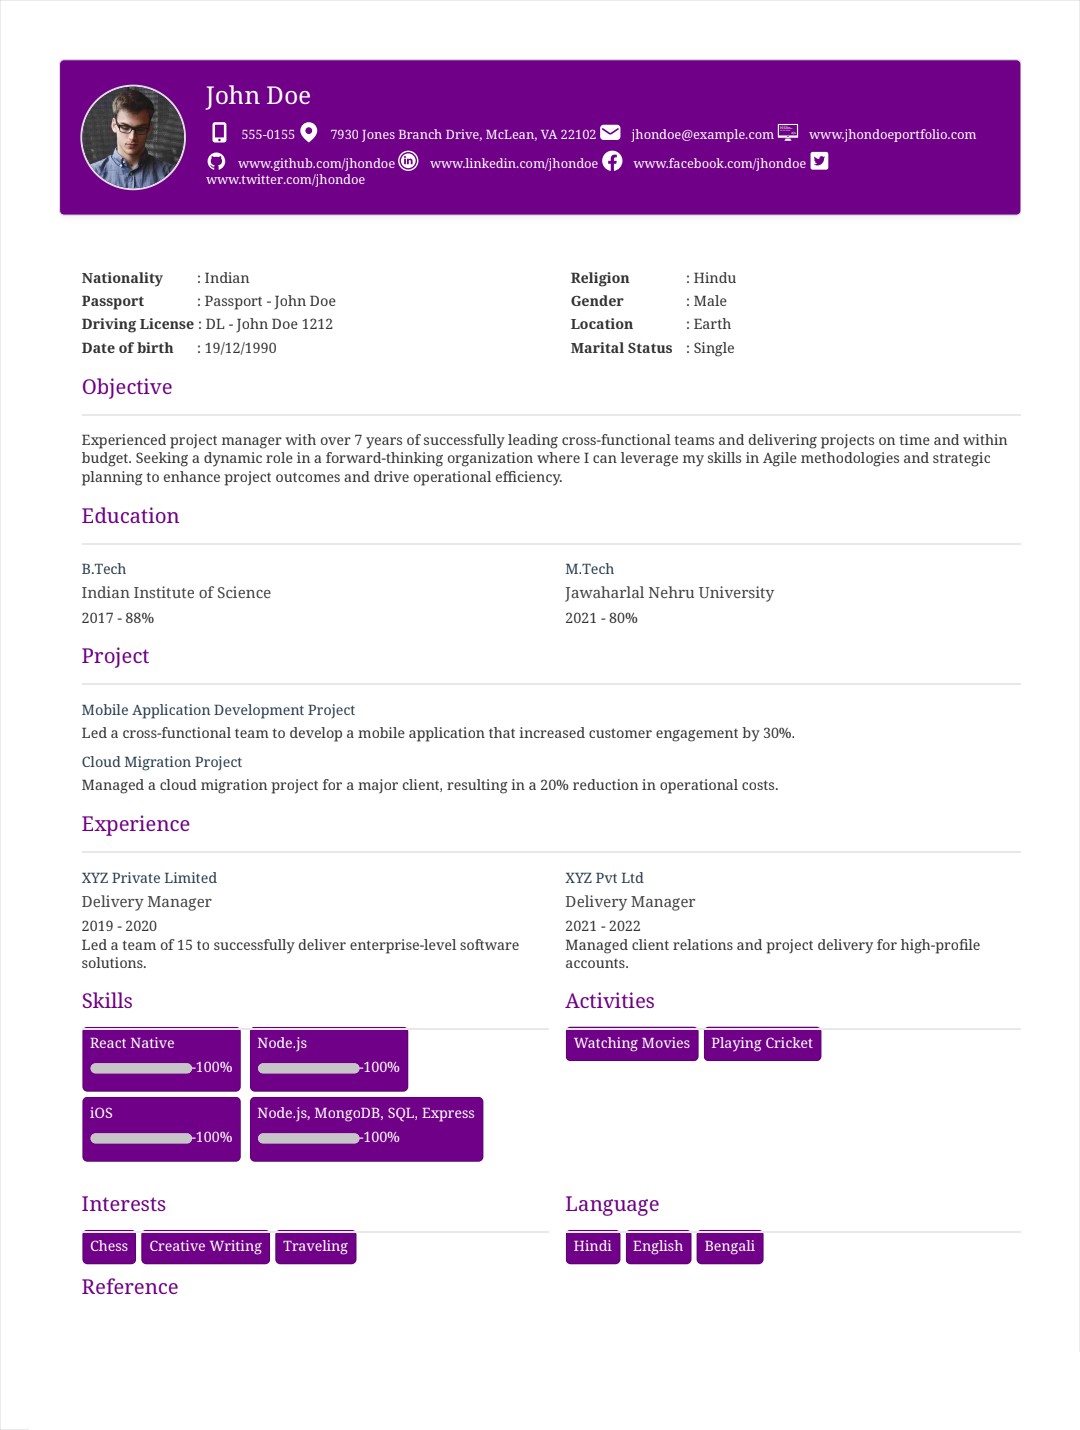 John Doe
555-0155 7930 Jones Branch Drive, McLean, VA 22102 jhondoe@example.com www.jhondoeportfolio.com
www.github.com/jhondoe www.linkedin.com/jhondoe www.facebook.com/jhondoe
www.twitter.com/jhondoe
Nationality : Indian
Passport : Passport - John Doe
Driving License : DL - John Doe 1212
Date of birth : 19/12/1990
Religion : Hindu
Gender : Male
Location : Earth
Marital Status : Single
Objective
Experienced project manager with over 7 years of successfully leading cross-functional teams and delivering projects on time and within
budget. Seeking a dynamic role in a forward-thinking organization where I can leverage my skills in Agile methodologies and strategic
planning to enhance project outcomes and drive operational efficiency.
Education
B.Tech
Indian Institute of Science
2017 - 88%
M.Tech
Jawaharlal Nehru University
2021 - 80%
Project
Mobile Application Development Project
Led a cross-functional team to develop a mobile application that increased customer engagement by 30%.
Cloud Migration Project
Managed a cloud migration project for a major client, resulting in a 20% reduction in operational costs.
Experience
XYZ Private Limited
Delivery Manager
2019 - 2020
Led a team of 15 to successfully deliver enterprise-level software
solutions.
XYZ Pvt Ltd
Delivery Manager
2021 - 2022
Managed client relations and project delivery for high-profile
accounts.
Skills
React Native
-100%
Node.js
-100%
iOS
-100%
Node.js, MongoDB, SQL, Express
-100%
Activities
Watching Movies
Playing Cricket
Interests
Chess
Creative Writing
Traveling
Language
Hindi
English
Bengali
Reference